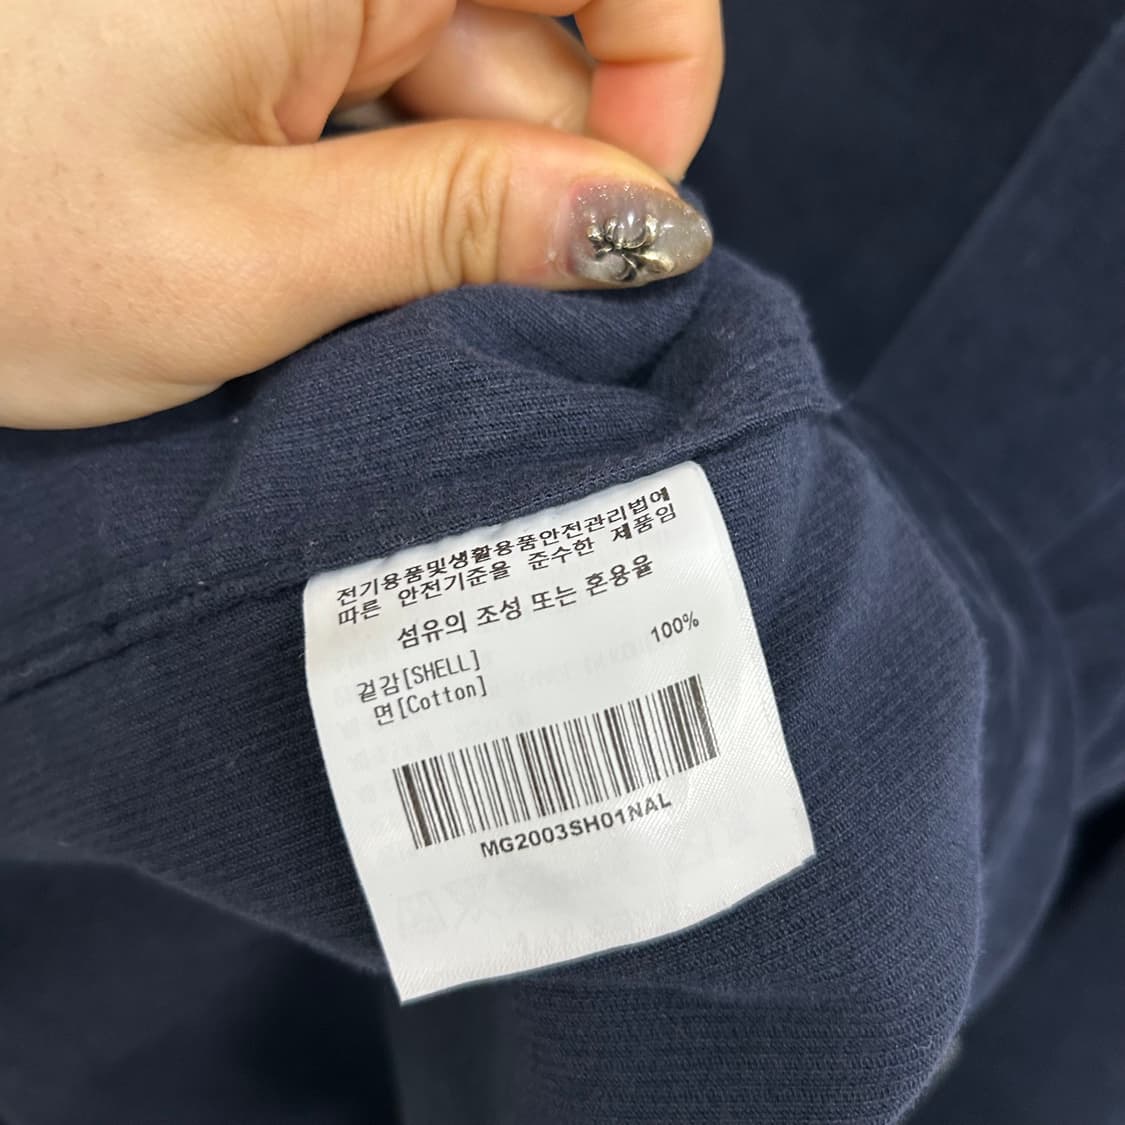 전기용품및생활용품안전관리법에
따른 안전기준을 준수한 제품임
섬유의 조성 또는 혼용율
겉감[SHELL]
면[Cotton] 100%
MG2003SH01NAL